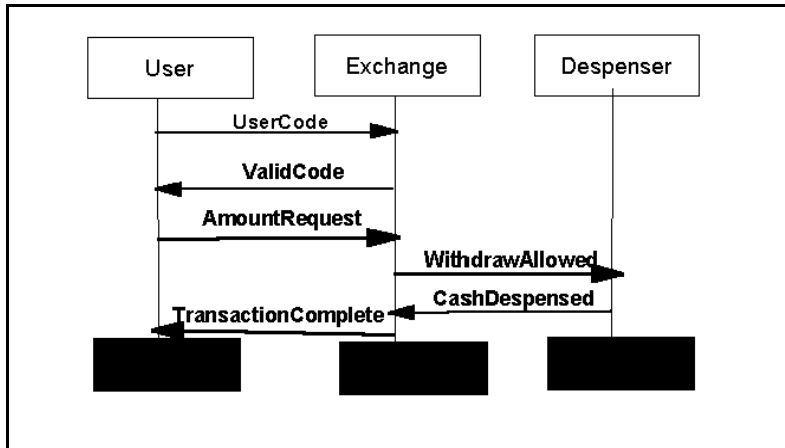 User
Exchange
Despenser
UserCode
ValidCode
AmountRequest
WithdrawAllowed
CashDespensed
TransactionComplete